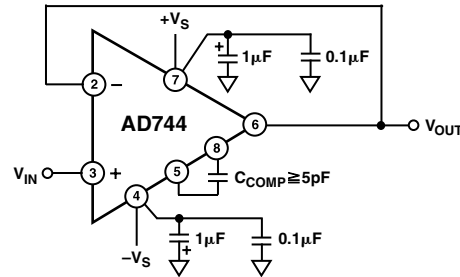 +VS
+
1µF
0.1µF
7
2
−
AD744
6
VOUT
8
VIN
3
+
5
CCOMP≧5pF
4
1µF
+
0.1µF
−VS